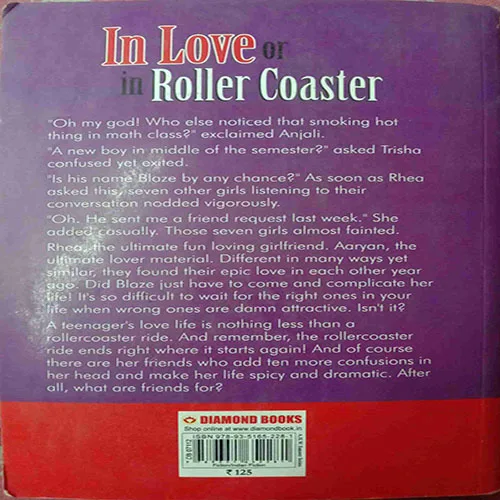 In Love or
in Roller Coaster
"Oh my god! Who else noticed that smoking hot
thing in math class?" exclaimed Anjali.
"A new boy in middle of the semester?" asked Trisha
confused yet exited.
"Is his name Blaze by any chance?" As soon as Rhea
asked this, seven other girls listening to their
conversation nodded vigorously.
"Oh. He sent me a friend request last week." She
added casually. Those seven girls almost fainted.
Rhea, the ultimate fun loving girlfriend. Aaryan, the
ultimate lover material. Different in many ways yet
similar, they found their epic love in each other year
ago. Did Blaze just have to come and complicate her
life! It's so difficult to wait for the right ones in your
life when wrong ones are damn attractive. Isn't it?
A teenager's love life is nothing less than a
rollercoaster ride. And remember, the rollercoaster
ride ends right where it starts again! And of course
there are her friends who add ten more confusions in
her head and make her life spicy and dramatic. After
all, what are friends for?
DIAMOND BOOKS
Shop online at www.diamondbook.in
ISBN 978-93-5165-228-1
Fiction/Indian Fiction
₹ 125